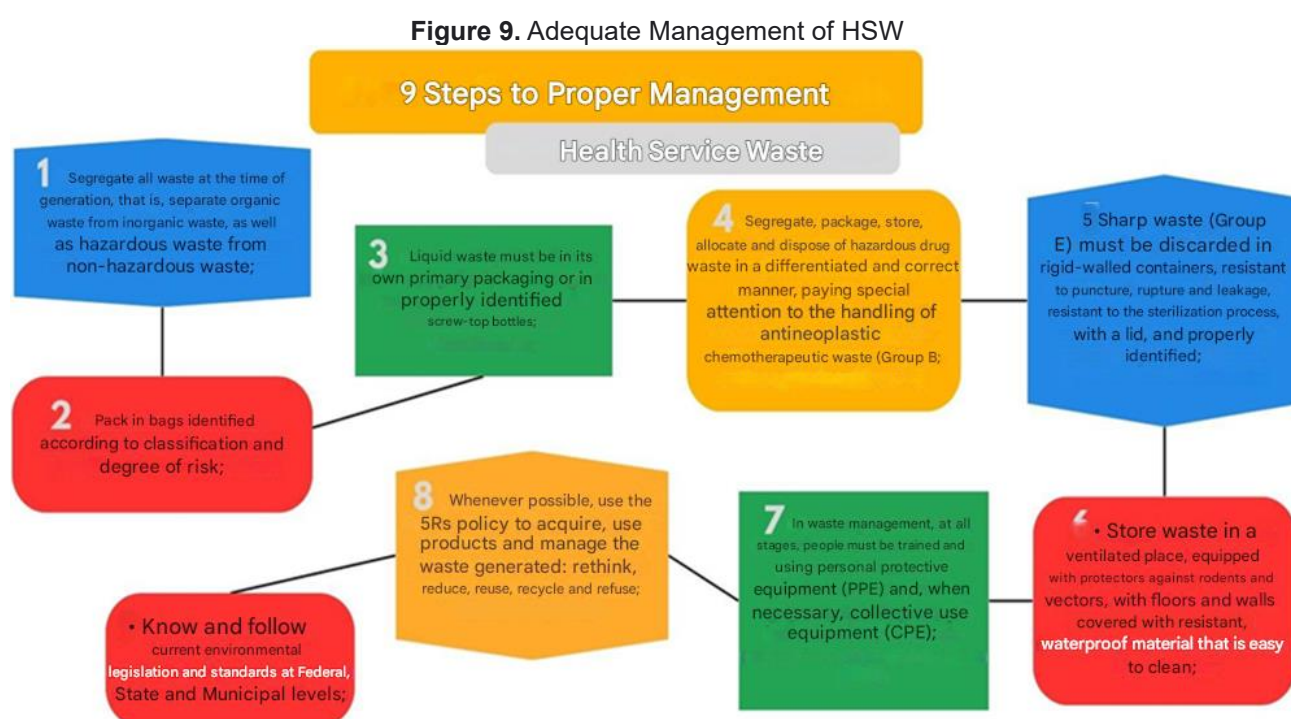 Figure 9. Adequate Management of HSW
9 Steps to Proper Management
Health Service Waste
1 Segregate all waste at the time of
generation, that is, separate organic
waste from inorganic waste, as well
as hazardous waste from
non-hazardous waste;
2 Pack in bags identified
according to classification and
degree of risk;
3 Liquid waste must be in its
own primary packaging or in
properly identified
screw-top bottles;
4 Segregate, package, store,
allocate and dispose of hazardous drug
waste in a differentiated and correct
manner, paying special
attention to the handling of
antineoplastic
chemotherapeutic waste (Group B;
5 Sharp waste (Group
E) must be discarded in
rigid-walled containers, resistant
to puncture, rupture and leakage,
resistant to the sterilization process,
with a lid, and properly
identified;
6 • Store waste in a
ventilated place, equipped
with protectors against rodents and
vectors, with floors and walls
covered with resistant,
waterproof material that is easy
to clean;
7 In waste management, at all
stages, people must be trained and
using personal protective
equipment (PPE) and, when
necessary, collective use
equipment (CPE);
8 Whenever possible, use the
5Rs policy to acquire, use
products and manage the
waste generated: rethink,
reduce, reuse, recycle and refuse;
• Know and follow
current environmental
legislation and standards at Federal,
State and Municipal levels;